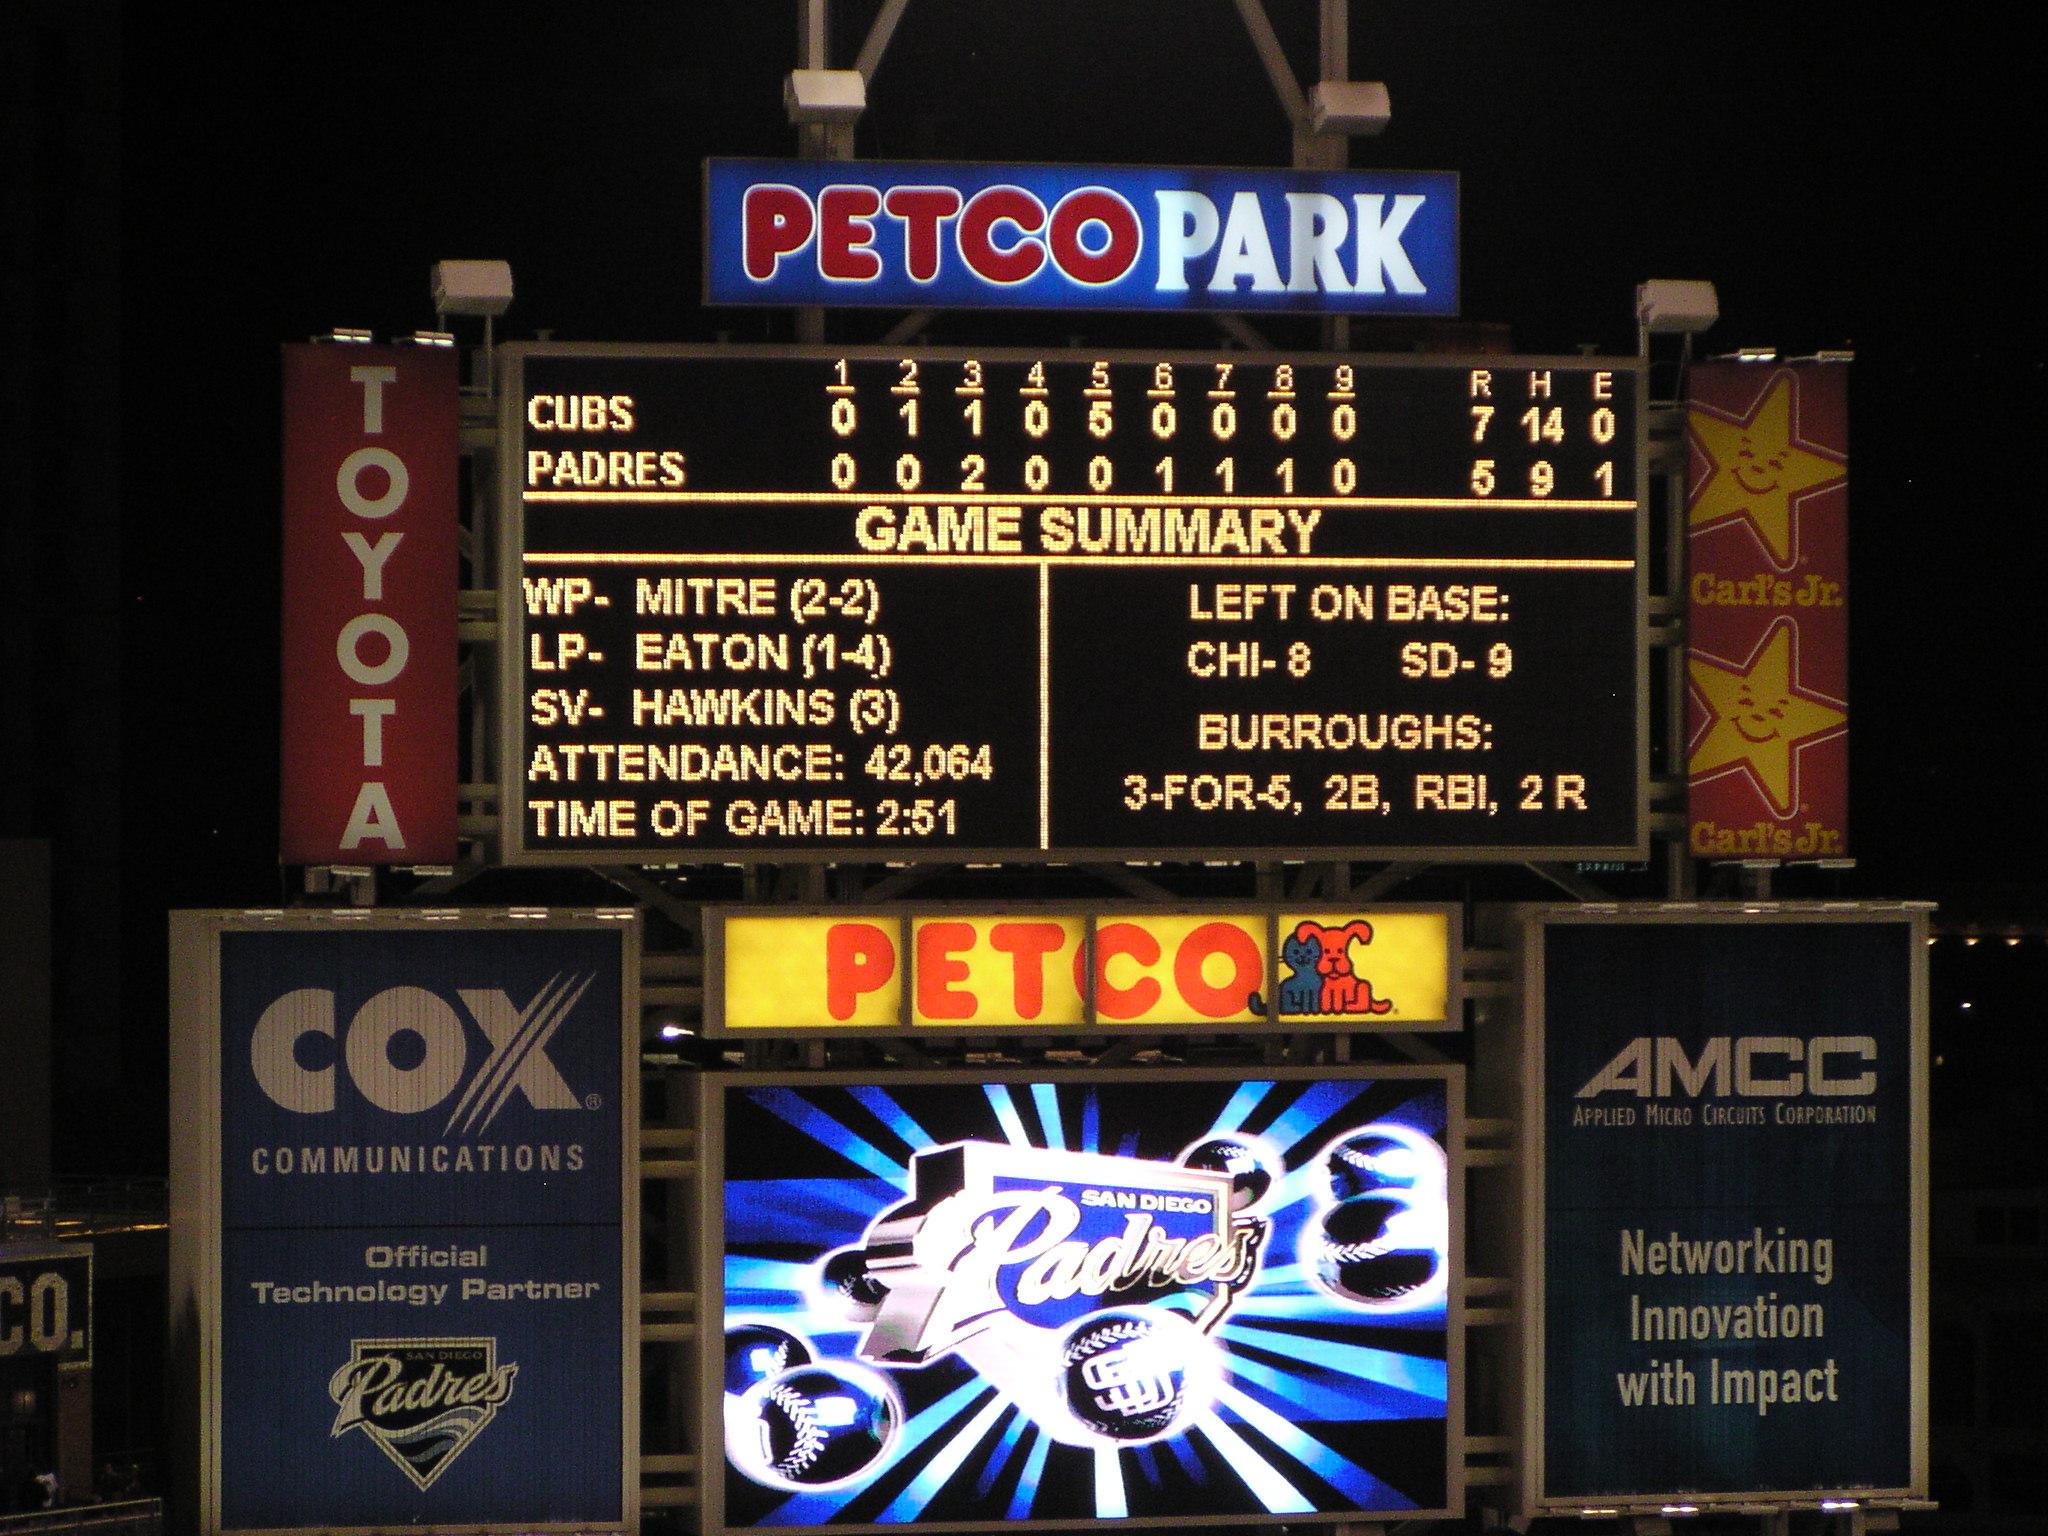 PETCO PARK
TOYOTA
1 2 3 4 5 6 7 8 9 R H E
CUBS 0 1 1 0 5 0 0 0 0 7 14 0
PADRES 0 0 2 0 0 1 1 1 0 5 9 1
GAME SUMMARY
WP- MITRE (2-2)
LP- EATON (1-4)
SV- HAWKINS (3)
ATTENDANCE: 42,064
TIME OF GAME: 2:51
LEFT ON BASE:
CHI- 8 SD- 9
BURROUGHS:
3-FOR-5, 2B, RBI, 2 R
Carl's Jr.
Carl's Jr.
PETCO
COX®
COMMUNICATIONS
Official
Technology Partner
SAN DIEGO
Padres
SAN DIEGO
Padres
SD
AMCC
APPLIED MICRO CIRCUITS CORPORATION
Networking
Innovation
with Impact
CO.